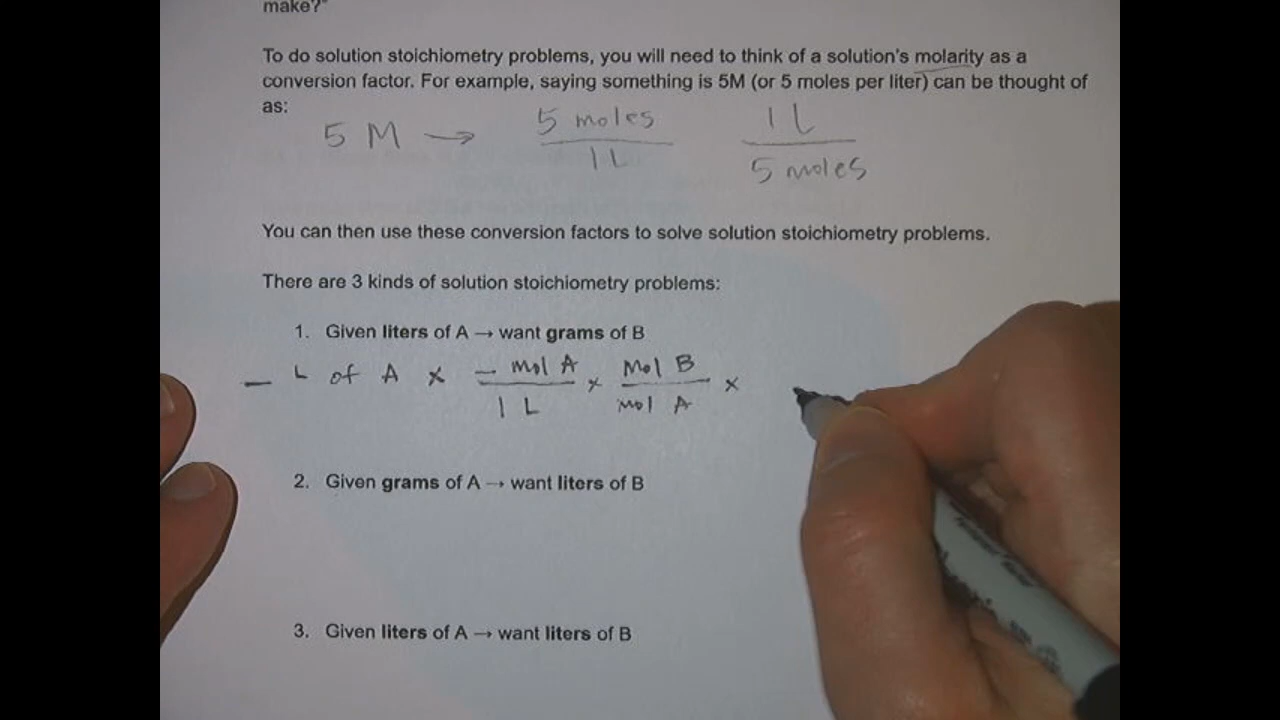 make?"
To do solution stoichiometry problems, you will need to think of a solution's molarity as a
conversion factor. For example, saying something is 5M (or 5 moles per liter) can be thought of
as:
5 M → 5 moles / 1 L 1 L / 5 moles
You can then use these conversion factors to solve solution stoichiometry problems.
There are 3 kinds of solution stoichiometry problems:
1. Given liters of A → want grams of B
_ L of A x _ mol A / 1 L x mol B / mol A x
2. Given grams of A → want liters of B
3. Given liters of A → want liters of B